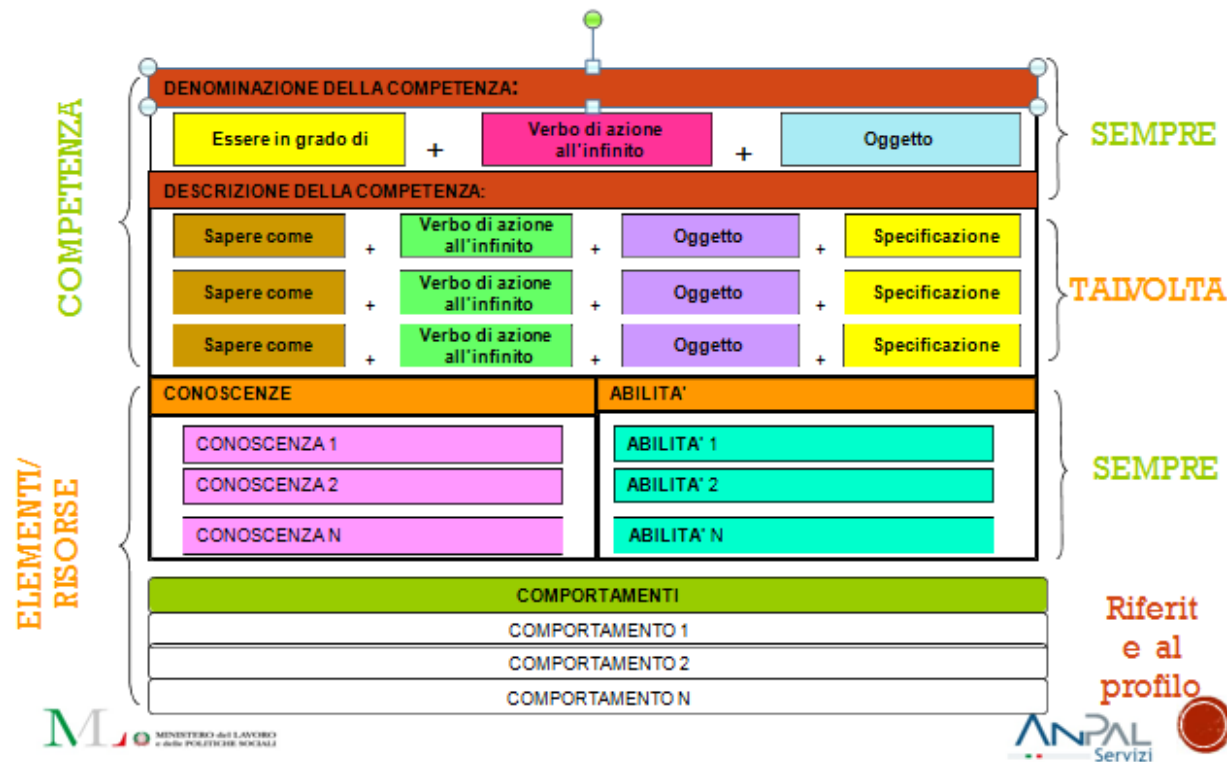 DENOMINAZIONE DELLA COMPETENZA:
Essere in grado di
+
Verbo di azione
all'infinito
+
Oggetto
DESCRIZIONE DELLA COMPETENZA:
Sapere come
+
Verbo di azione
all'infinito
+
Oggetto
+
Specificazione
Sapere come
+
Verbo di azione
all'infinito
+
Oggetto
+
Specificazione
Sapere come
+
Verbo di azione
all'infinito
+
Oggetto
+
Specificazione
COMPETENZA
SEMPRE
TALVOLTA
CONOSCENZE
ABILITA'
CONOSCENZA 1
ABILITA' 1
CONOSCENZA 2
ABILITA' 2
CONOSCENZA N
ABILITA' N
ELEMENTI/
RISORSE
SEMPRE
COMPORTAMENTI
COMPORTAMENTO 1
COMPORTAMENTO 2
COMPORTAMENTO N
Riferit
e al
profilo
ML
MINISTERO del LAVORO
e delle POLITICHE SOCIALI
ANPAL
Servizi